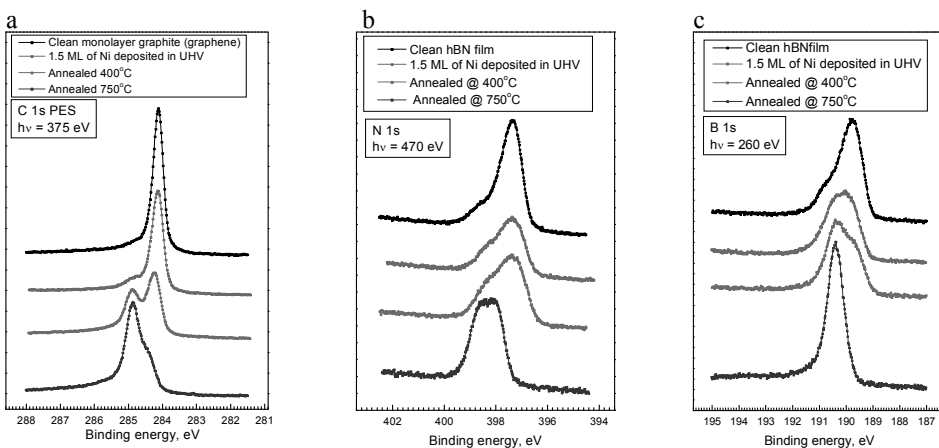 a
Clean monolayer graphite (graphene)
1.5 ML of Ni deposited in UHV
Annealed 400°C
Annealed 750°C
C 1s PES
hν = 375 eV
288 287 286 285 284 283 282 281
Binding energy, eV
b
Clean hBN film
1.5 ML of Ni deposited in UHV
Annealed @ 400°C
Annealed @ 750°C
N 1s
hν = 470 eV
402 400 398 396 394
Binding energy, eV
c
Clean hBNfilm
1.5 ML of Ni deposited in UHV
Annealed @ 400°C
Annealed @ 750°C
B 1s
hν = 260 eV
195 194 193 192 191 190 189 188 187
Binding energy, eV